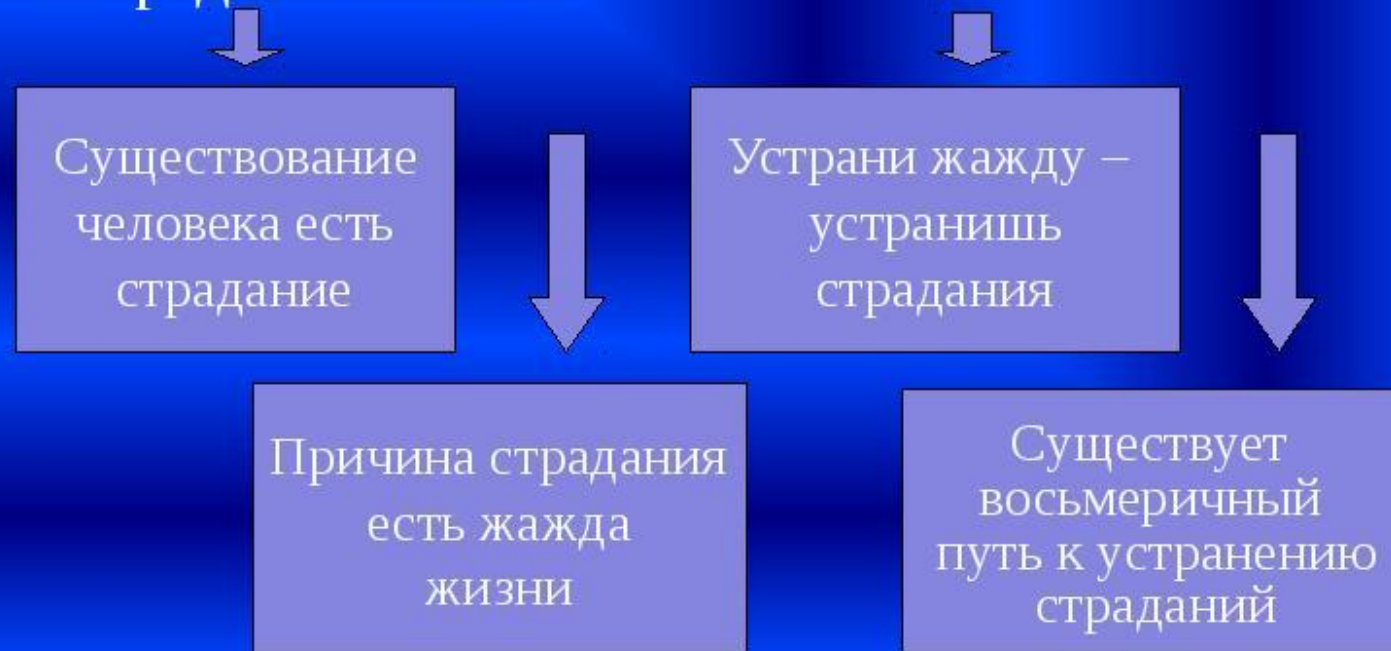 Существование
человека есть
страдание
Устрани жажду –
устранишь
страдания
Причина страдания
есть жажда
жизни
Существует
восьмеричный
путь к устранению
страданий